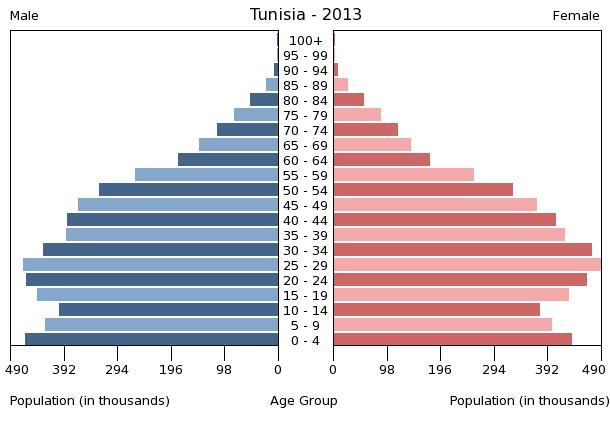 Male Tunisia - 2013 Female
100+
95 - 99
90 - 94
85 - 89
80 - 84
75 - 79
70 - 74
65 - 69
60 - 64
55 - 59
50 - 54
45 - 49
40 - 44
35 - 39
30 - 34
25 - 29
20 - 24
15 - 19
10 - 14
5 - 9
0 - 4
490 392 294 196 98 0 0 98 196 294 392 490
Population (in thousands) Age Group Population (in thousands)